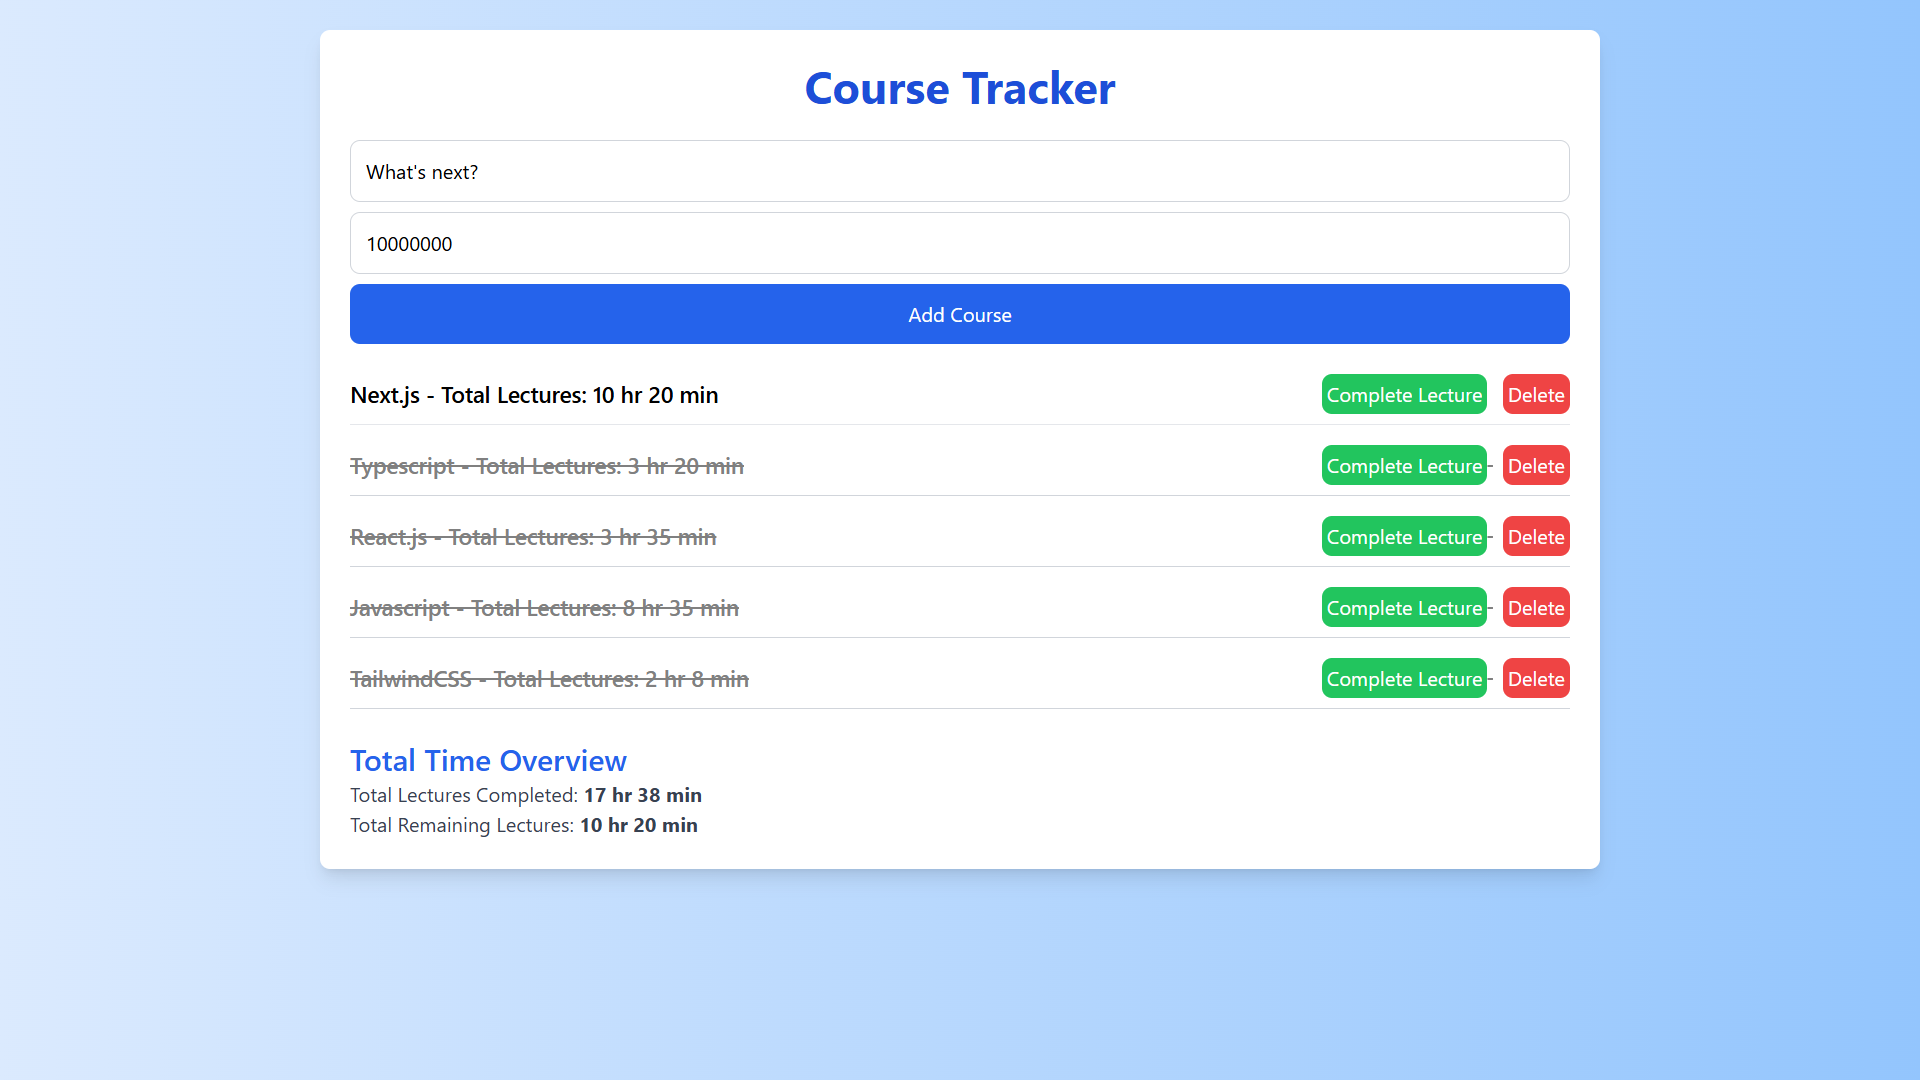 Course Tracker
What's next?
10000000
Add Course
Next.js - Total Lectures: 10 hr 20 min Complete Lecture Delete
Typescript - Total Lectures: 3 hr 20 min Complete Lecture Delete
React.js - Total Lectures: 3 hr 35 min Complete Lecture Delete
Javascript - Total Lectures: 8 hr 35 min Complete Lecture Delete
TailwindCSS - Total Lectures: 2 hr 8 min Complete Lecture Delete
Total Time Overview
Total Lectures Completed: 17 hr 38 min
Total Remaining Lectures: 10 hr 20 min